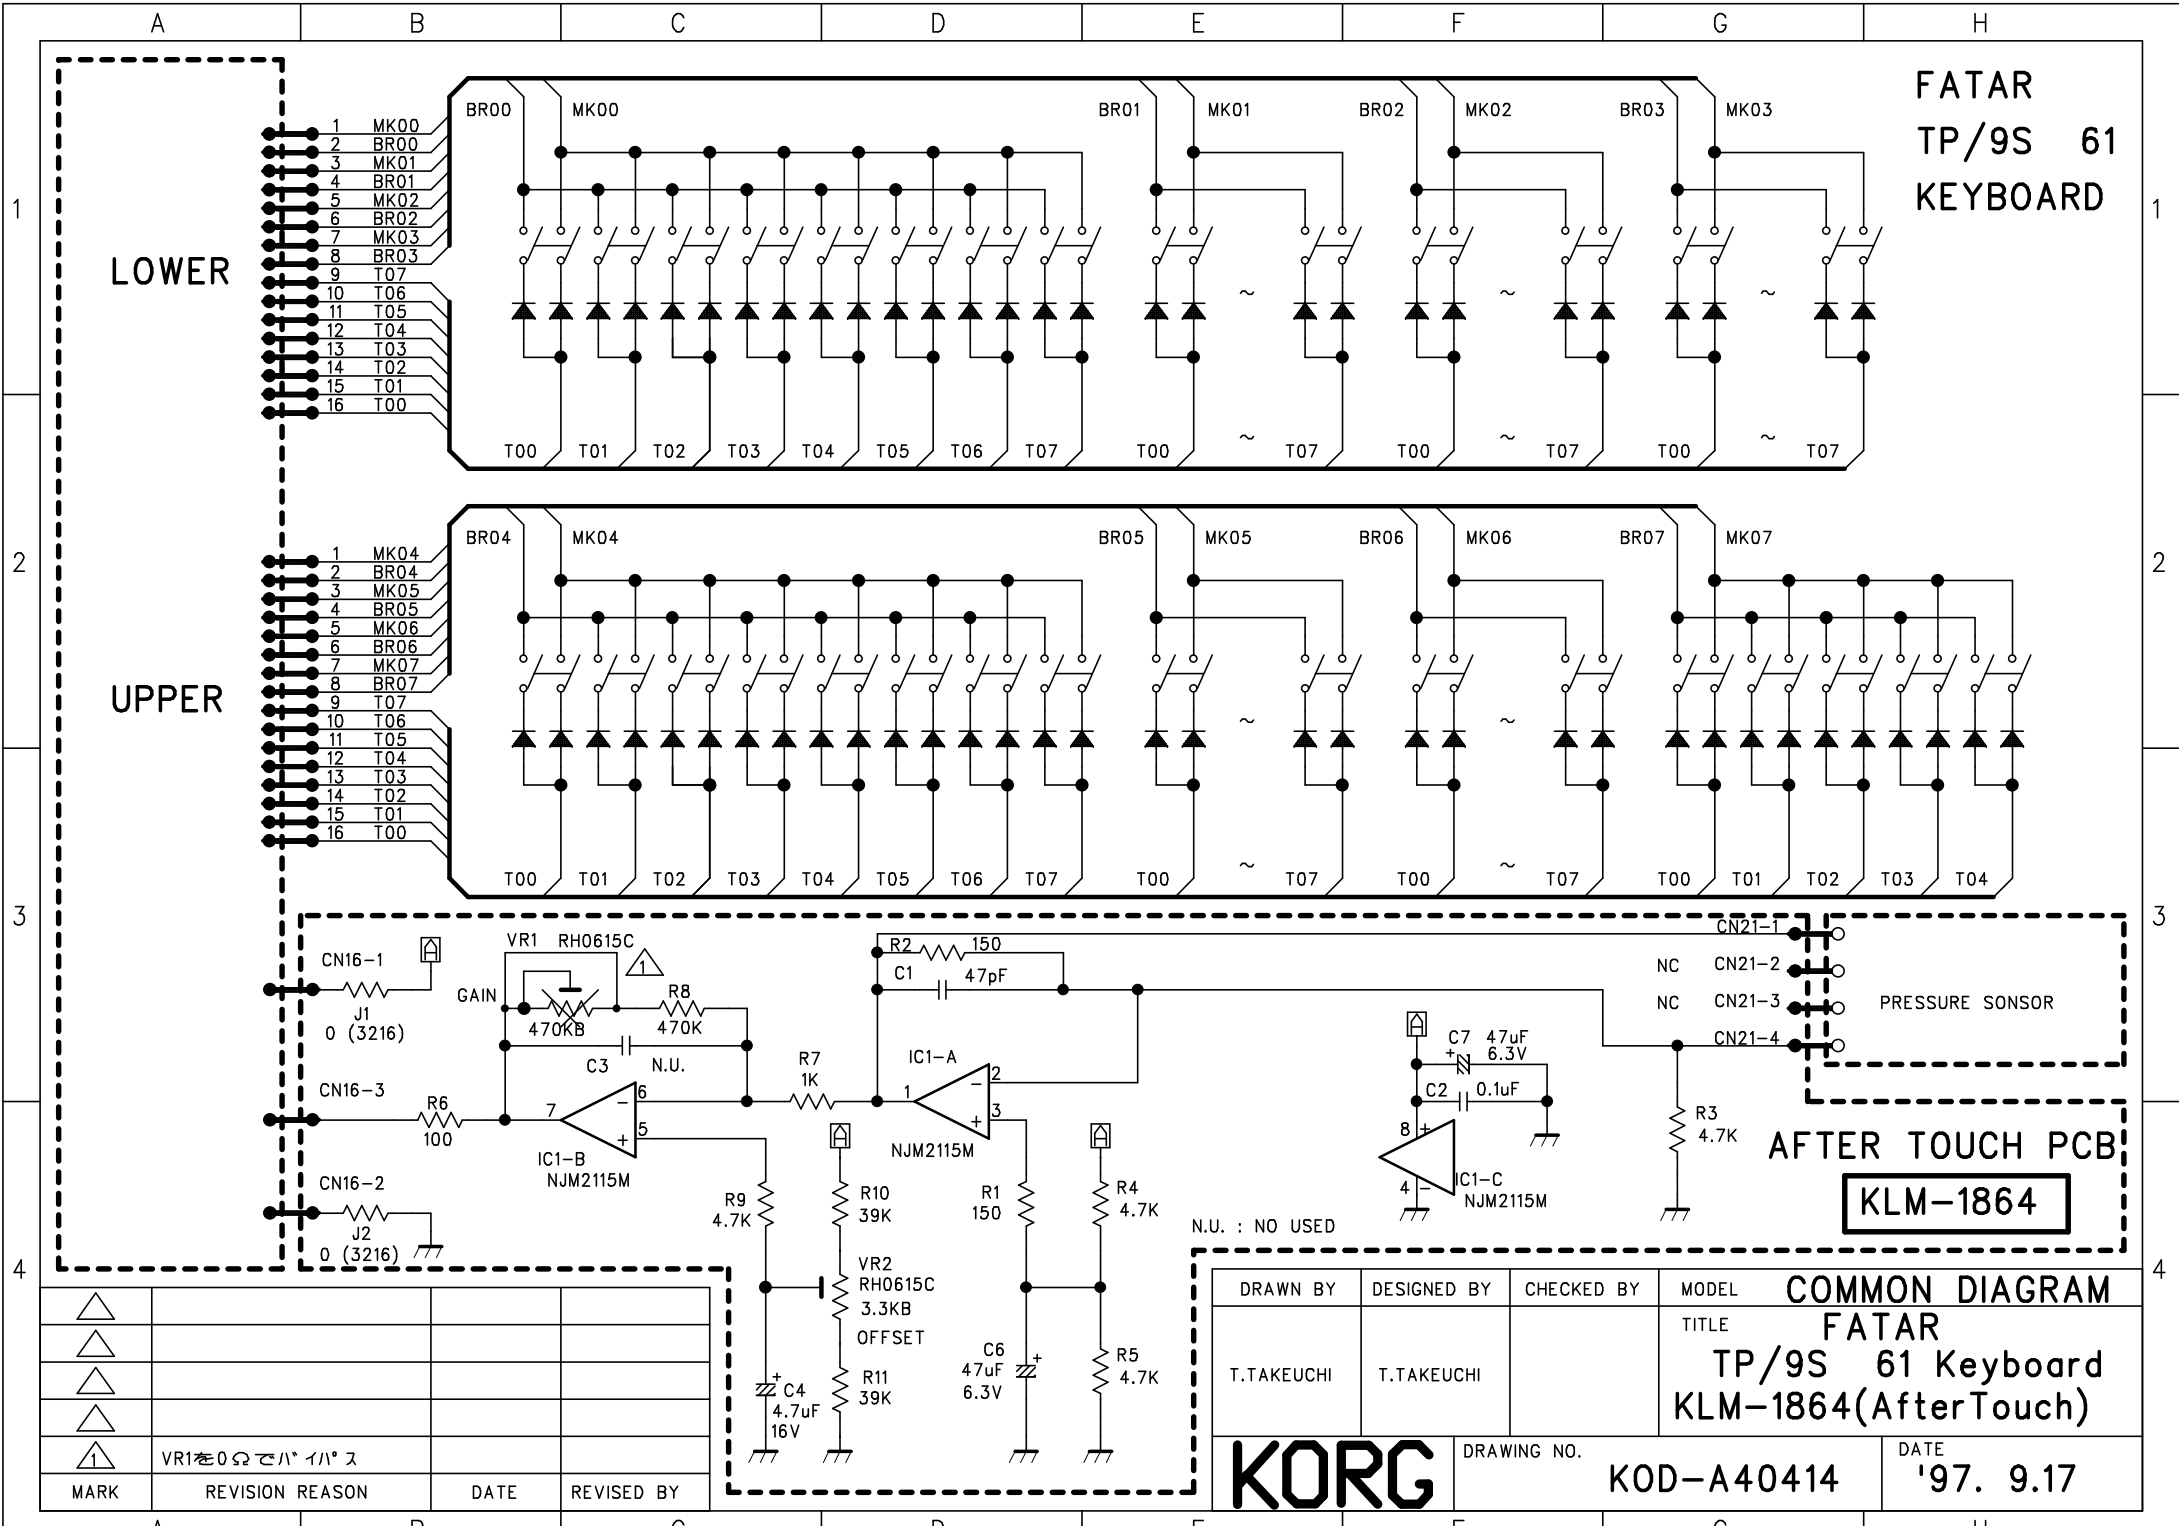 A B C D E F G H
FATAR
TP/9S 61
KEYBOARD
1
1
LOWER
1 MK00
2 BR00
3 MK01
4 BR01
5 MK02
6 BR02
7 MK03
8 BR03
9 T07
10 T06
11 T05
12 T04
13 T03
14 T02
15 T01
16 T00
BR00 MK00 BR01 MK01 BR02 MK02 BR03 MK03
~ ~ ~
~ ~ ~
T00 T01 T02 T03 T04 T05 T06 T07 T00 T07 T00 T07 T00 T07
2
2
UPPER
1 MK04
2 BR04
3 MK05
4 BR05
5 MK06
6 BR06
7 MK07
8 BR07
9 T07
10 T06
11 T05
12 T04
13 T03
14 T02
15 T01
16 T00
BR04 MK04 BR05 MK05 BR06 MK06 BR07 MK07
~ ~
~ ~
T00 T01 T02 T03 T04 T05 T06 T07 T00 T07 T00 T07 T00 T01 T02 T03 T04
3
3
CN16-1
A
J1
0 (3216)
GAIN
VR1 RH0615C
1
470KB
R8
470K
C3 N.U.
R7
1K
R2 150
C1 47pF
IC1-A
1
2
3
-
+
NJM2115M
CN16-3
R6
100
7
6
5
-
+
IC1-B
NJM2115M
CN16-2
J2
0 (3216)
R9
4.7K
A
R10
39K
VR2
RH0615C
3.3KB
OFFSET
R11
39K
+
C4
4.7uF
16V
R1
150
A
R4
4.7K
C6
47uF
6.3V
+
R5
4.7K
A
C7 47uF
6.3V
+
C2 0.1uF
8 +
4 -
IC1-C
NJM2115M
N.U. : NO USED
CN21-1
NC CN21-2
NC CN21-3
CN21-4
PRESSURE SONSOR
R3
4.7K
AFTER TOUCH PCB
KLM-1864
4
4
1 VR1を0Ωでバイパス
MARK REVISION REASON DATE REVISED BY
DRAWN BY DESIGNED BY CHECKED BY MODEL COMMON DIAGRAM
T.TAKEUCHI T.TAKEUCHI
TITLE FATAR
TP/9S 61 Keyboard
KLM-1864(AfterTouch)
KORG
DRAWING NO.
KOD-A40414
DATE
'97. 9.17